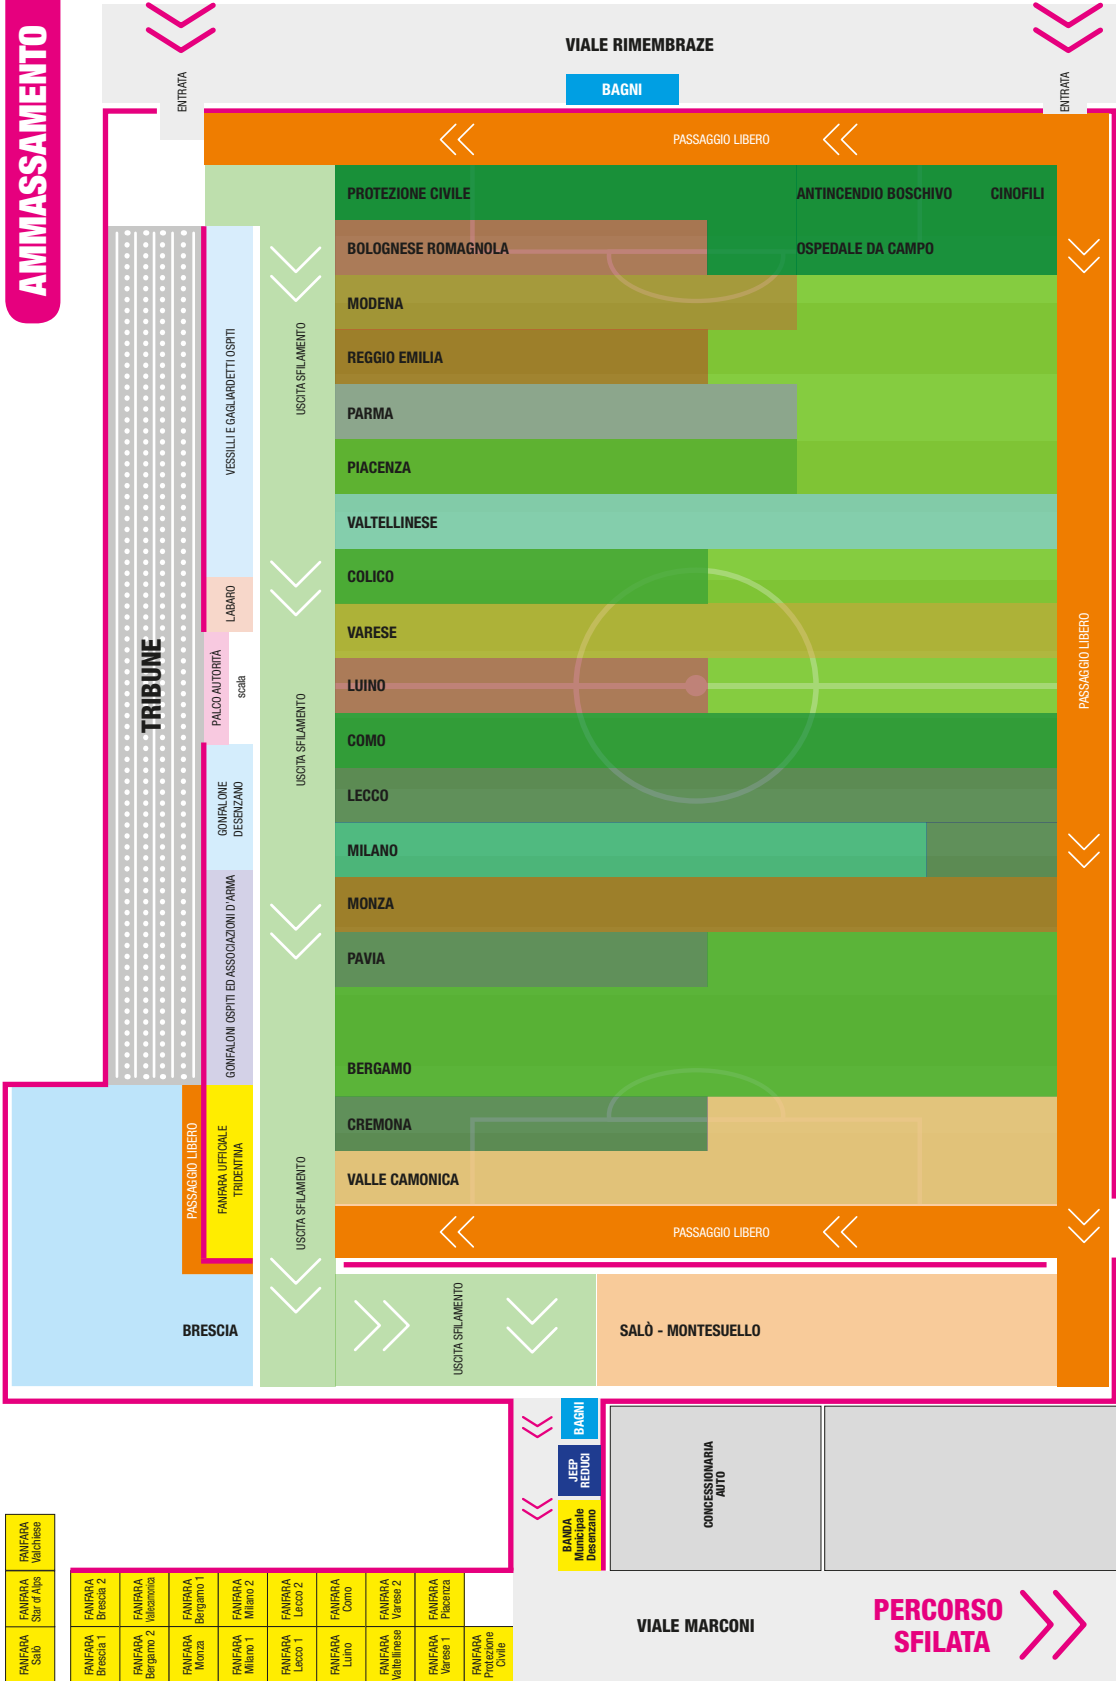 AMMASSAMENTO
VIALE RIMEMBRAZE
ENTRATA
BAGNI
ENTRATA
PASSAGGIO LIBERO
PROTEZIONE CIVILE
ANTINCENDIO BOSCHIVO
CINOFILI
BOLOGNESE ROMAGNOLA
OSPEDALE DA CAMPO
MODENA
REGGIO EMILIA
PARMA
PIACENZA
VALTELLINESE
COLICO
VARESE
LUINO
COMO
LECCO
MILANO
MONZA
PAVIA
BERGAMO
CREMONA
VALLE CAMONICA
USCITA SFILAMENTO
USCITA SFILAMENTO
USCITA SFILAMENTO
VESSILLI E GAGLIARDETTI OSPITI
LABARO
PALCO AUTORITÀ
scala
TRIBUNE
GONFALONE
DESENZANO
GONFALONI OSPITI ED ASSOCIAZIONI D'ARMA
PASSAGGIO LIBERO
FANFARA UFFICIALE
TRIDENTINA
PASSAGGIO LIBERO
PASSAGGIO LIBERO
BRESCIA
USCITA SFILAMENTO
SALÒ - MONTESUELLO
BAGNI
JEEP
REDUCI
BANDA
Municipale
Desenzano
CONCESSIONARIA
AUTO
FANFARA
Valchiese
FANFARA
Star of Alps
FANFARA
Salò
FANFARA
Brescia 2
FANFARA
Vallecamonica
FANFARA
Bergamo 1
FANFARA
Milano 2
FANFARA
Lecco 2
FANFARA
Como
FANFARA
Varese 2
FANFARA
Piacenza
FANFARA
Brescia 1
FANFARA
Bergamo 2
FANFARA
Monza
FANFARA
Milano 1
FANFARA
Lecco 1
FANFARA
Luino
FANFARA
Valtellinese
FANFARA
Varese 1
FANFARA
Protezione
Civile
VIALE MARCONI
PERCORSO
SFILATA